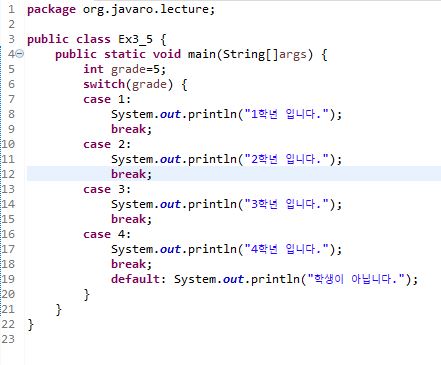 1 package org.javaro.lecture;
2
3 public class Ex3_5 {
4 public static void main(String[]args) {
5 int grade=5;
6 switch(grade) {
7 case 1:
8 System.out.println("1학년 입니다.");
9 break;
10 case 2:
11 System.out.println("2학년 입니다.");
12 break;
13 case 3:
14 System.out.println("3학년 입니다.");
15 break;
16 case 4:
17 System.out.println("4학년 입니다.");
18 break;
19 default: System.out.println("학생이 아닙니다.");
20 }
21 }
22 }
23